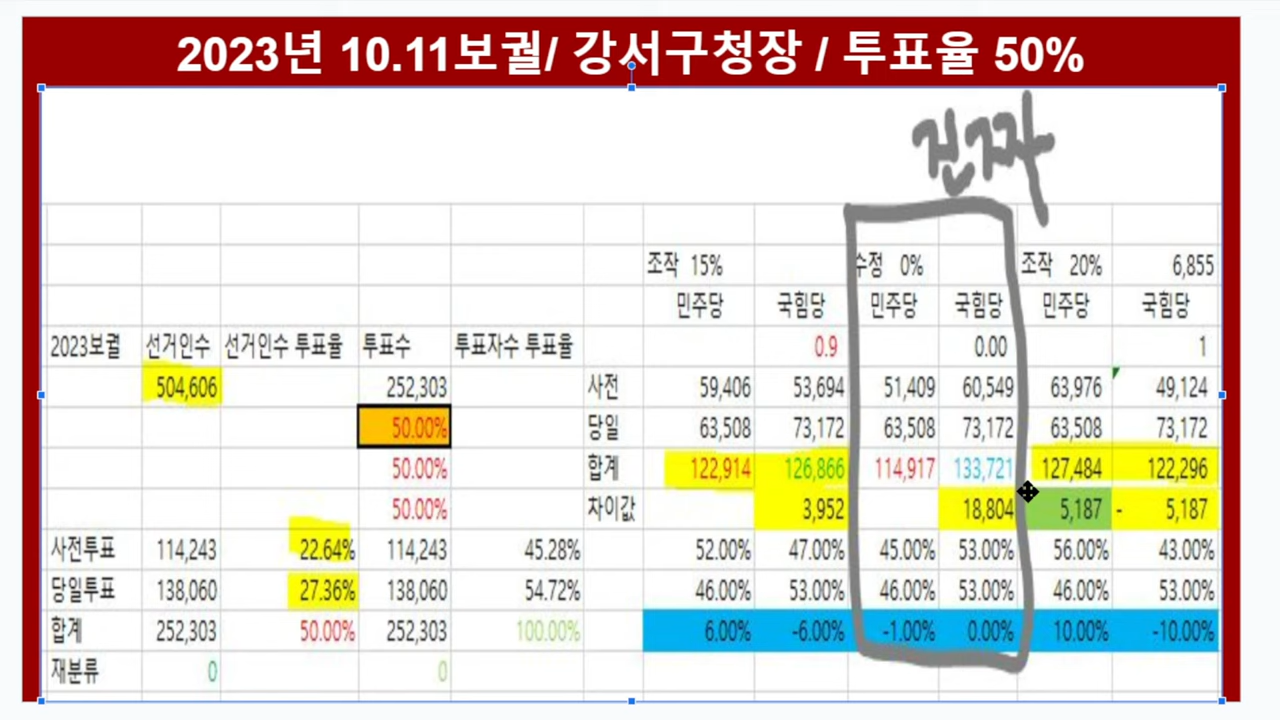 2023년 10.11보궐/ 강서구청장 / 투표율 50%
진짜
조작 15% 수정 0% 조작 20% 6,855
민주당 국힘당 민주당 국힘당 민주당 국힘당
2023보궐 선거인수 선거인수 투표율 투표수 투표자수 투표율 0.9 0.00 1
504,606 252,303 사전 59,406 53,694 51,409 60,549 63,976 49,124
50.00% 당일 63,508 73,172 63,508 73,172 63,508 73,172
50.00% 합계 122,914 126,866 114,917 133,721 127,484 122,296
50.00% 차이값 3,952 18,804 5,187 - 5,187
사전투표 114,243 22.64% 114,243 45.28% 52.00% 47.00% 45.00% 53.00% 56.00% 43.00%
당일투표 138,060 27.36% 138,060 54.72% 46.00% 53.00% 46.00% 53.00% 46.00% 53.00%
합계 252,303 50.00% 252,303 100.00% 6.00% -6.00% -1.00% 0.00% 10.00% -10.00%
재분류 0 0